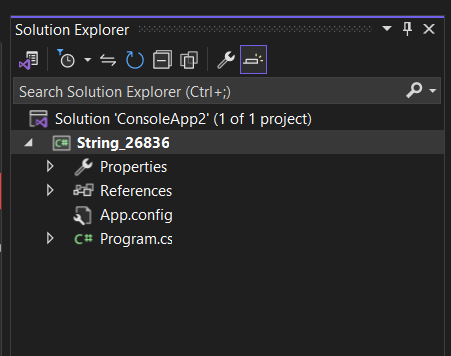 Solution Explorer
Search Solution Explorer (Ctrl+;)
Solution 'ConsoleApp2' (1 of 1 project)
C# String_26836
Properties
References
App.config
C# Program.cs